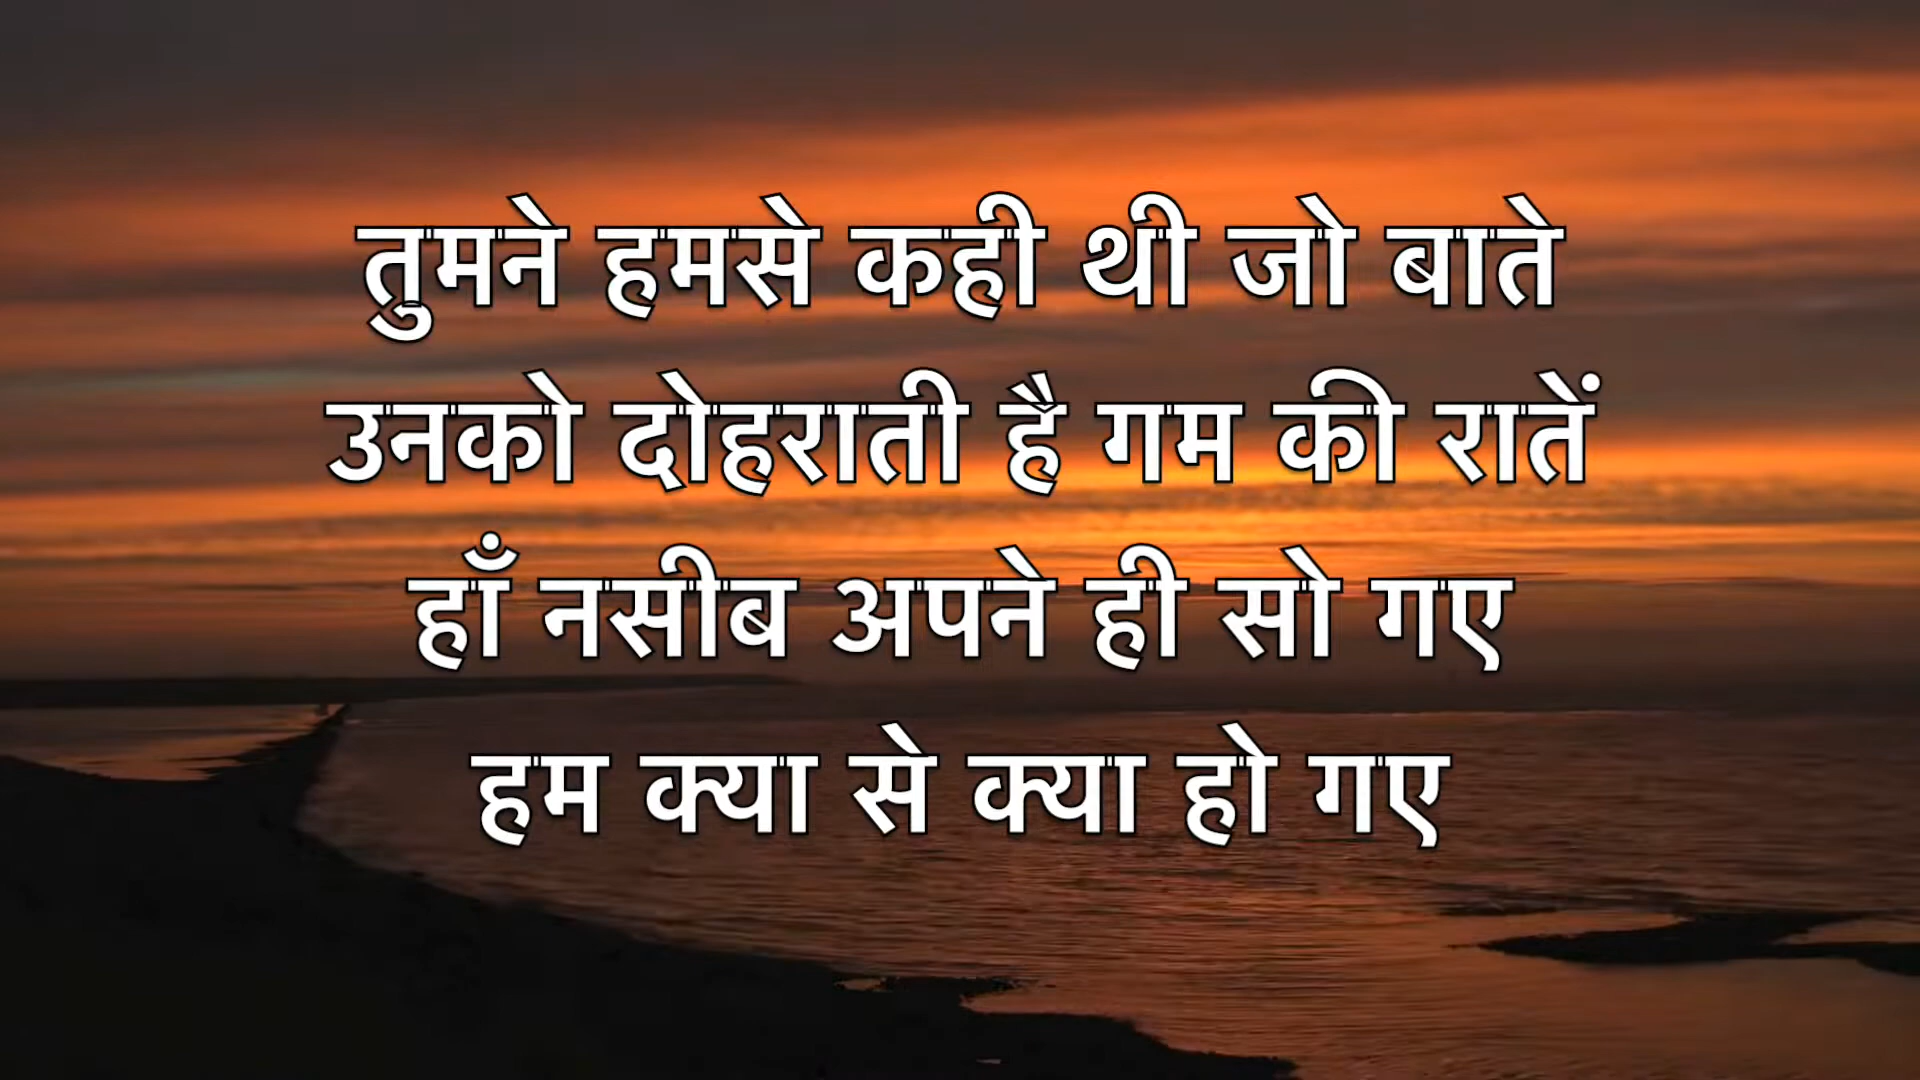 तुमने हमसे कही थी जो बाते
उनको दोहराती है गम की रातें
हाँ नसीब अपने ही सो गए
हम क्या से क्या हो गए